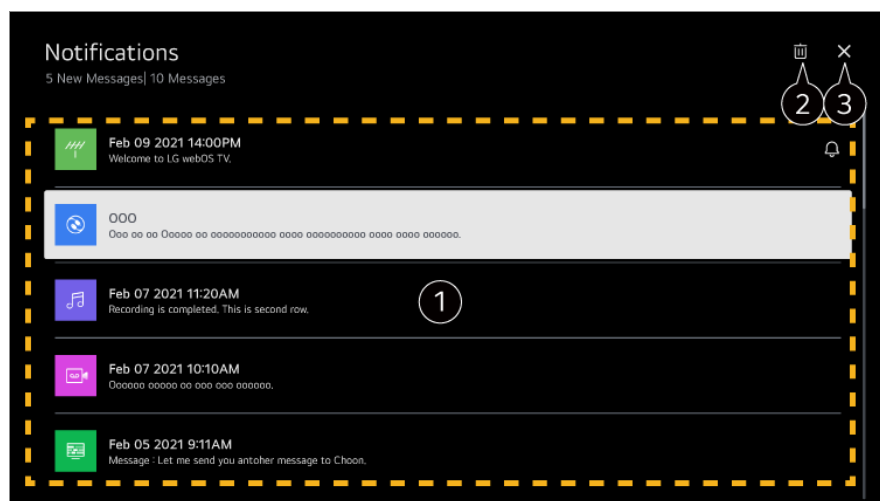 Notifications
5 New Messages| 10 Messages
2
3
Feb 09 2021 14:00PM
Welcome to LG webOS TV.
OOO
Ooo oo oo Ooooo oo ooooooooooo oooo oooooooooo oooo oooo oooooo.
Feb 07 2021 11:20AM
Recording is completed. This is second row.
1
Feb 07 2021 10:10AM
Oooooo ooooo oo ooo ooo oooooo.
Feb 05 2021 9:11AM
Message : Let me send you antoher message to Choon.